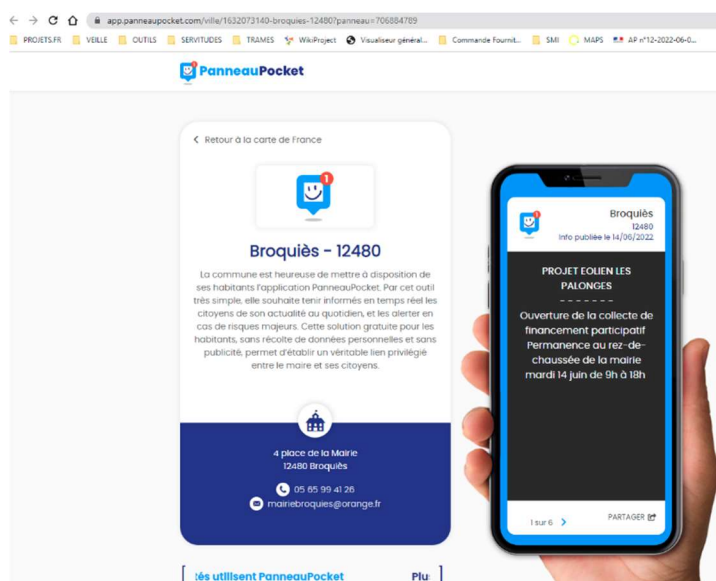 app.panneaupocket.com/ville/1632073140-broquies-12480?panneau=706884789
PROJETS.FR VEILLE OUTILS SERVITUDES TRAMES WikiProject Visualiseur général... Commande Fournit... SMI MAPS AP n°12-2022-06-0...
PanneauPocket
Retour à la carte de France
1
Broquiès - 12480
La commune est heureuse de mettre à disposition de
ses habitants l'application PanneauPocket. Par cet outil
très simple, elle souhaite tenir informés en temps réel les
citoyens de son actualité au quotidien, et les alerter en
cas de risques majeurs. Cette solution gratuite pour les
habitants, sans récolte de données personnelles et sans
publicité, permet d'établir un véritable lien privilégié
entre le maire et ses citoyens.
4 place de la Mairie
12480 Broquiès
05 65 99 41 26
mairiebroquies@orange.fr
tés utilisent PanneauPocket
Plu
Broquiès
12480
Info publiée le 14/06/2022
PROJET EOLIEN LES
PALONGES
- - - - - - -
Ouverture de la collecte de
financement participatif
Permanence au rez-de-
chaussée de la mairie
mardi 14 juin de 9h à 18h
1 sur 6
PARTAGER